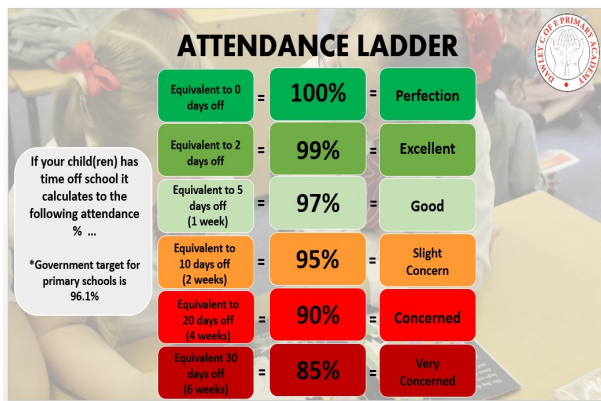 ATTENDANCE LADDER
DAWLEY C OF E PRIMARY ACADEMY
If your child(ren) has
time off school it
calculates to the
following attendance
% ...
*Government target for
primary schools is
96.1%
Equivalent to 0
days off
=
100%
=
Perfection
Equivalent to 2
days off
=
99%
=
Excellent
Equivalent to 5
days off
(1 week)
=
97%
=
Good
Equivalent to
10 days off
(2 weeks)
=
95%
=
Slight
Concern
Equivalent to
20 days off
(4 weeks)
=
90%
=
Concerned
Equivalent 30
days off
(6 weeks)
=
85%
=
Very
Concerned